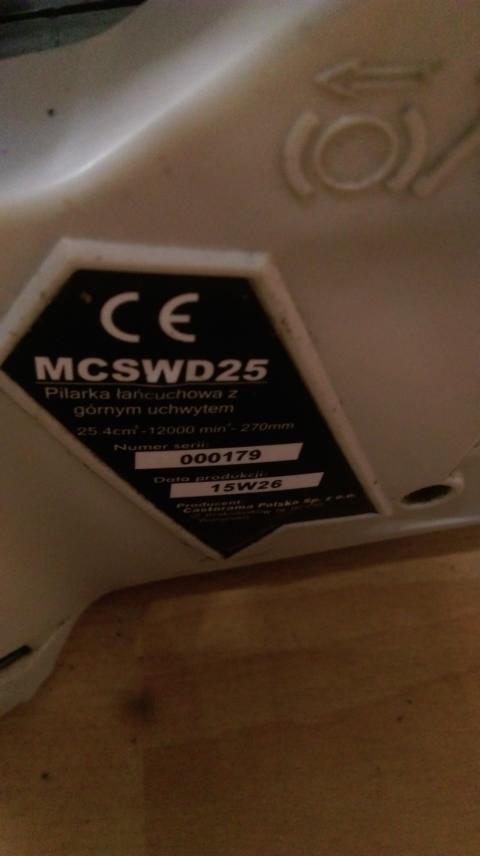 CE
MCSWD25
Pilarka łańcuchowa z
górnym uchwytem
25.4cm³-12000 min⁻¹- 270mm
Numer serii:
000179
Data produkcji:
15W26
Producent:
Castorama Polska Sp. z o.o.
Warszawa